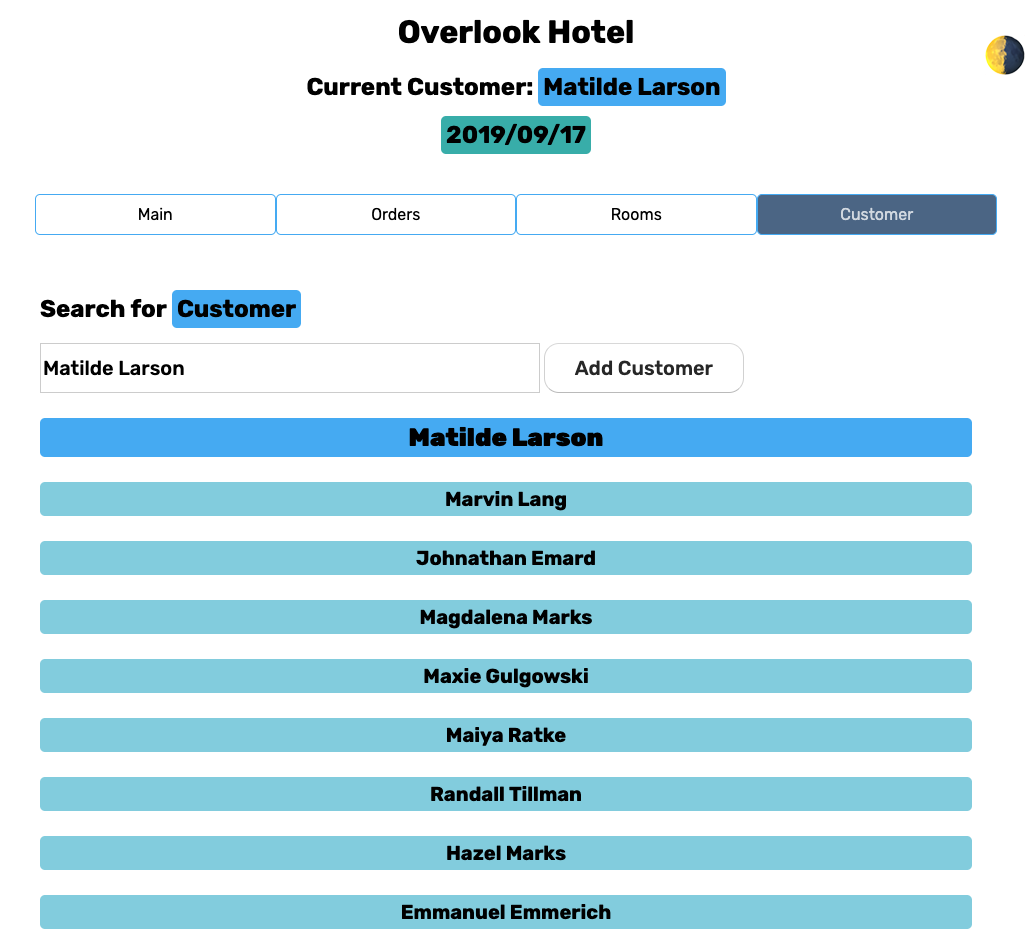 Overlook Hotel
Current Customer: Matilde Larson
2019/09/17
Main Orders Rooms Customer
Search for Customer
Matilde Larson Add Customer
Matilde Larson
Marvin Lang
Johnathan Emard
Magdalena Marks
Maxie Gulgowski
Maiya Ratke
Randall Tillman
Hazel Marks
Emmanuel Emmerich